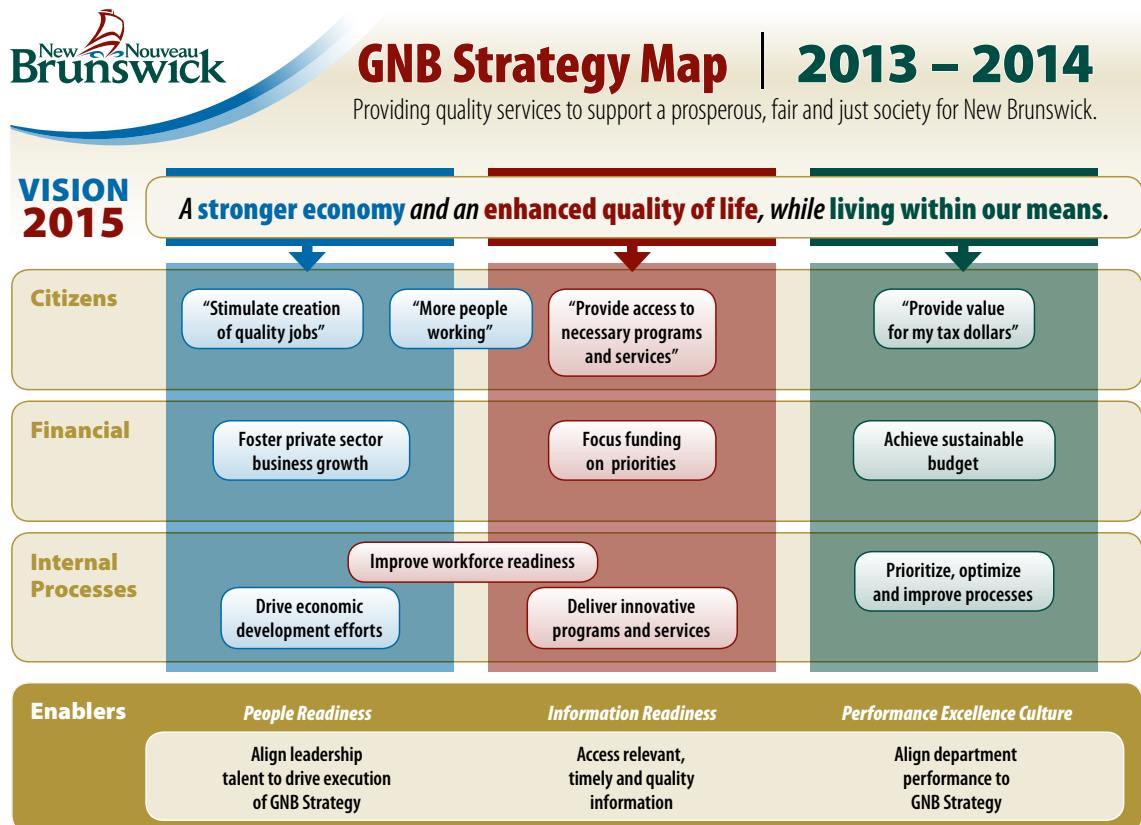 New Nouveau
Brunswick
GNB Strategy Map | 2013 – 2014
Providing quality services to support a prosperous, fair and just society for New Brunswick.
VISION
2015
A stronger economy and an enhanced quality of life, while living within our means.
Citizens
“Stimulate creation
of quality jobs”
“More people
working”
“Provide access to
necessary programs
and services”
“Provide value
for my tax dollars”
Financial
Foster private sector
business growth
Focus funding
on priorities
Achieve sustainable
budget
Internal
Processes
Improve workforce readiness
Drive economic
development efforts
Deliver innovative
programs and services
Prioritize, optimize
and improve processes
Enablers
People Readiness
Align leadership
talent to drive execution
of GNB Strategy
Information Readiness
Access relevant,
timely and quality
information
Performance Excellence Culture
Align department
performance to
GNB Strategy